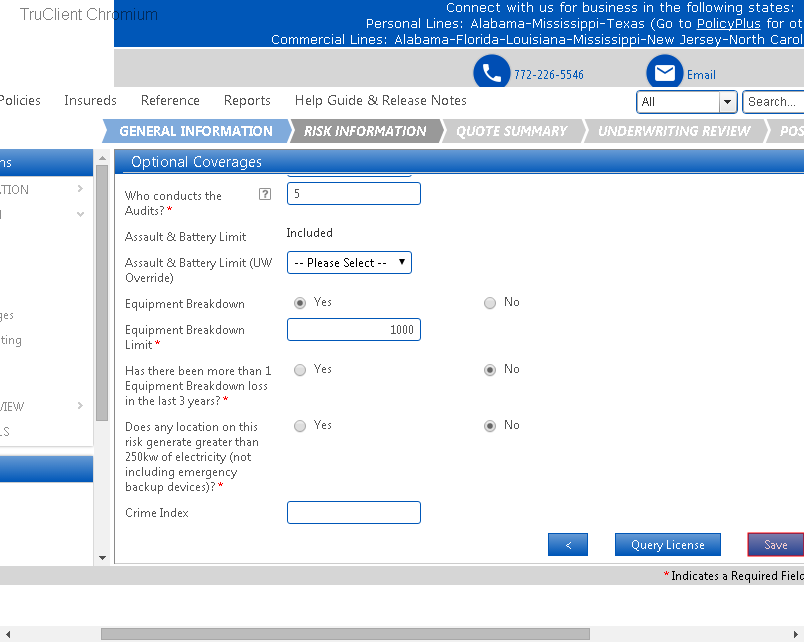 TruClient Chromium
Connect with us for business in the following states:
Personal Lines: Alabama-Mississippi-Texas (Go to PolicyPlus for ot
Commercial Lines: Alabama-Florida-Louisiana-Mississippi-New Jersey-North Carol
772-226-5546 Email
Policies Insureds Reference Reports Help Guide & Release Notes All Search...
GENERAL INFORMATION RISK INFORMATION QUOTE SUMMARY UNDERWRITING REVIEW POS
ns Optional Coverages
ATION
Who conducts the ? 5
Audits? *
Assault & Battery Limit Included
Assault & Battery Limit (UW -- Please Select --
Override)
Equipment Breakdown Yes No
ges
Equipment Breakdown 1000
Limit *
ting
Has there been more than 1 Yes No
Equipment Breakdown loss
in the last 3 years? *
VIEW
Does any location on this Yes No
LS
risk generate greater than
250kw of electricity (not
including emergency
backup devices)? *
Crime Index
< Query License Save
* Indicates a Required Field